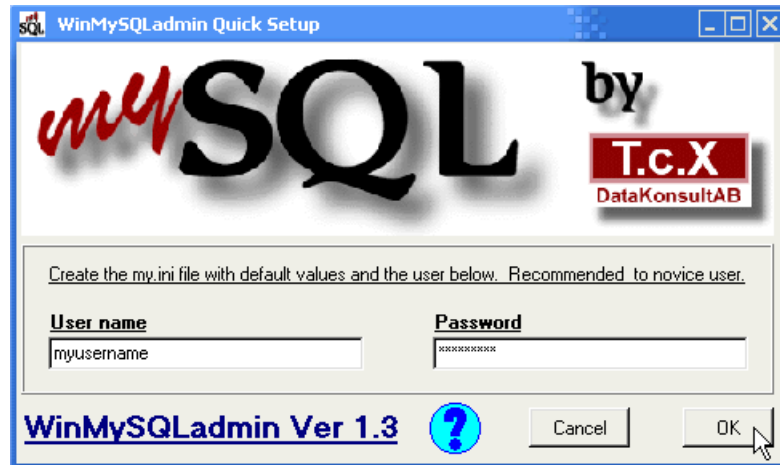 SQL WinMySQLadmin Quick Setup
mySQL by
T.c.X
DataKonsultAB
Create the my.ini file with default values and the user below. Recommended to novice user.
User name Password
myusername *********
WinMySQLadmin Ver 1.3 ? Cancel OK